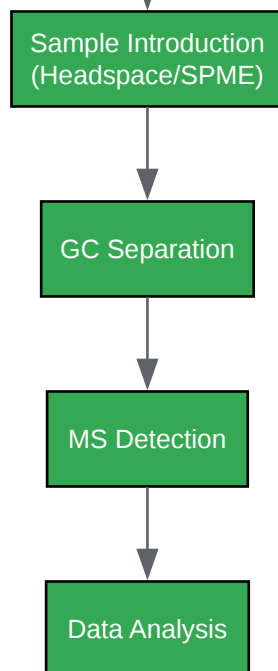 Sample Introduction
(Headspace/SPME)
GC Separation
MS Detection
Data Analysis